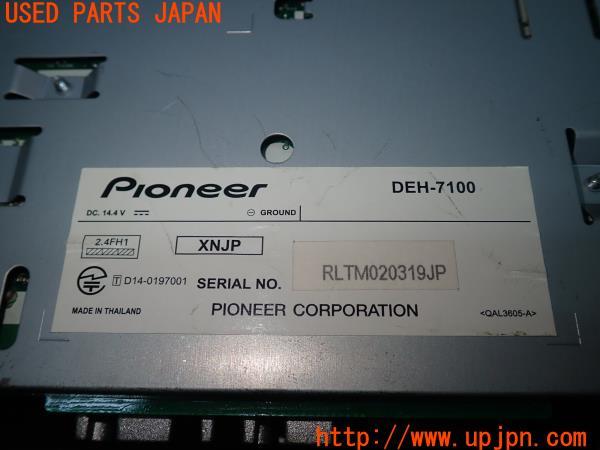 USED PARTS JAPAN
Pioneer
DEH-7100
DC. 14.4 V
⊖ GROUND
2.4FH1
XNJP
T D14-0197001
SERIAL NO.
RLTM020319JP
MADE IN THAILAND
PIONEER CORPORATION
<QAL3605-A>
http://www.upjpn.com